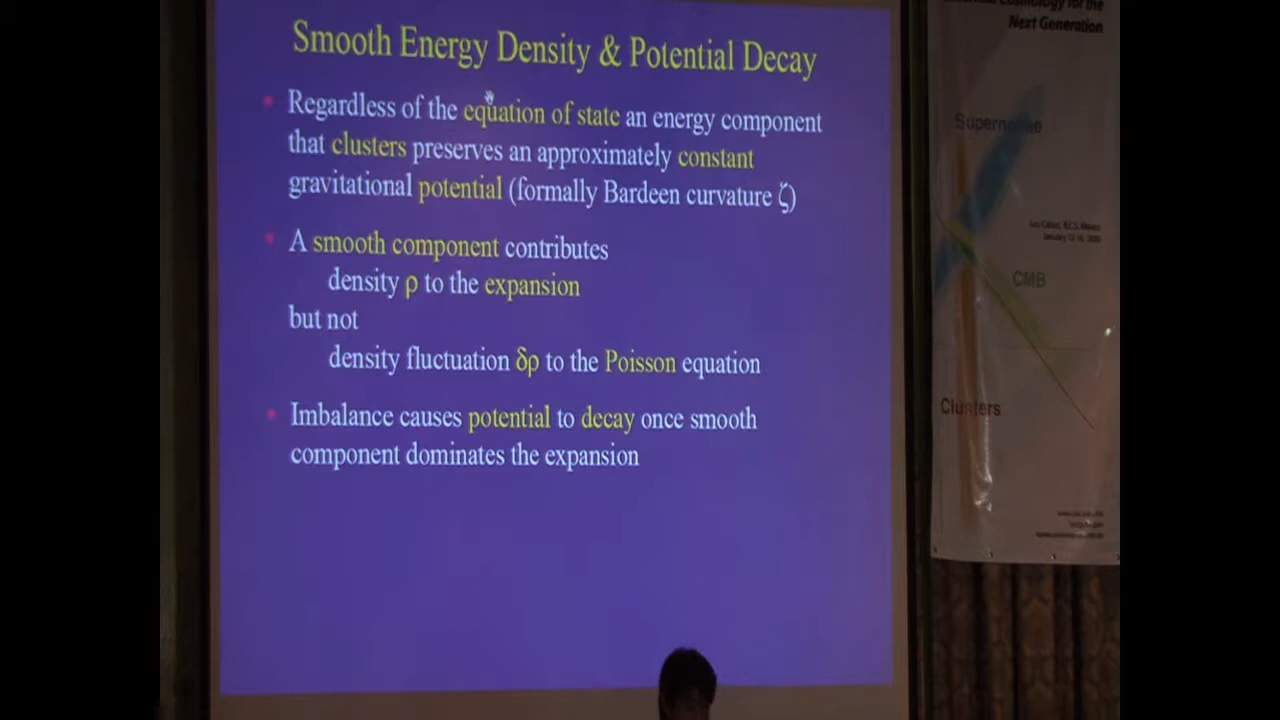 Smooth Energy Density & Potential Decay
Regardless of the equation of state an energy component
that clusters preserves an approximately constant
gravitational potential (formally Bardeen curvature ζ)
A smooth component contributes
density ρ to the expansion
but not
density fluctuation δρ to the Poisson equation
Imbalance causes potential to decay once smooth
component dominates the expansion
Cosmology for the
Next Generation
Supernovae
CMB
Clusters